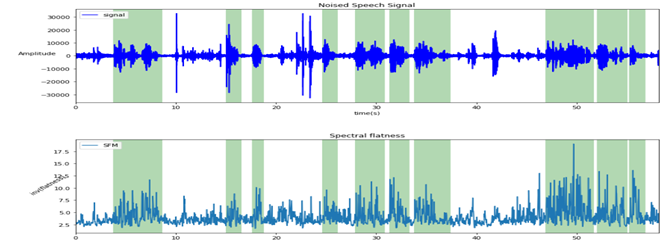 Noised Speech Signal
signal
Amplitude
30000
20000
10000
0
−10000
−20000
−30000
0 10 20 30 40 50
time(s)
Spectral flatness
SFM
17.5
15.0
12.5
10.0
7.5
5.0
2.5
0 10 20 30 40 50